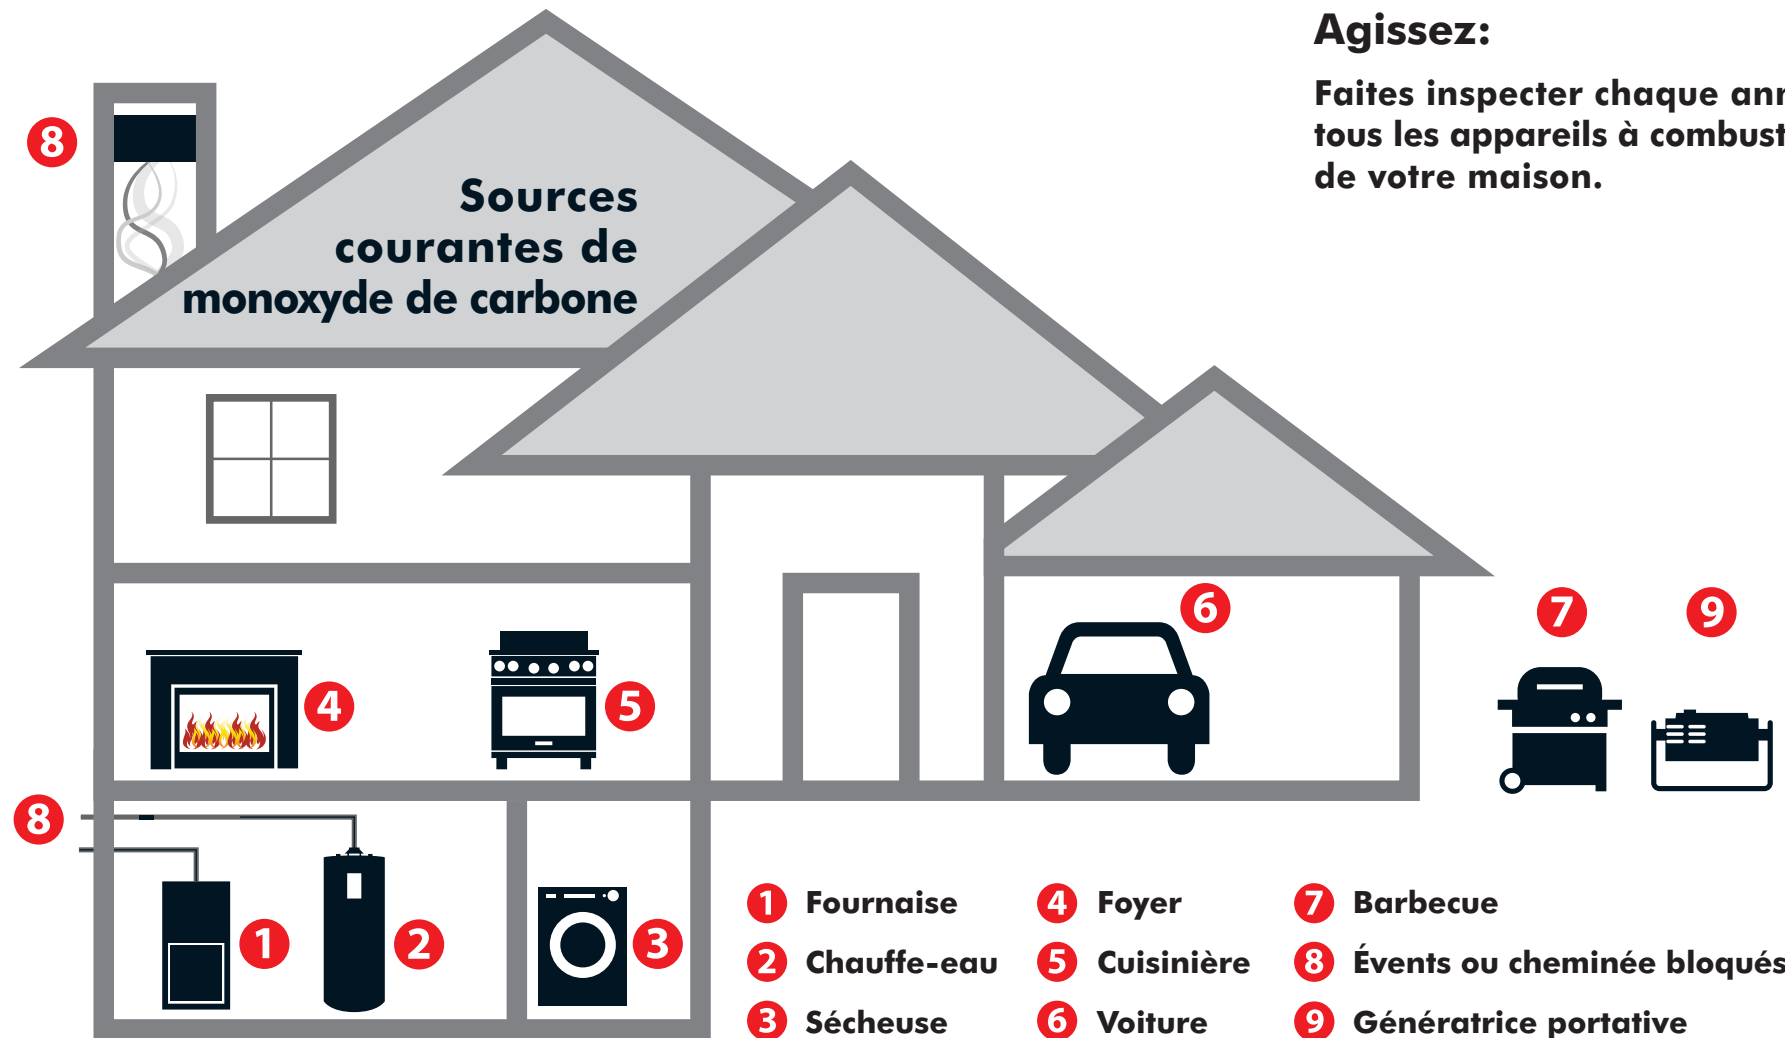 Agissez:
Faites inspecter chaque
tous les appareils à
de votre maison.
8
Sources
courantes de
monoxyde de carbone
6
7
9
4
5
8
1
2
3
1 Fournaise
2 Chauffe-eau
3 Sécheuse
4 Foyer
5 Cuisinière
6 Voiture
7 Barbecue
8 Évents ou cheminée bloqués
9 Génératrice portative